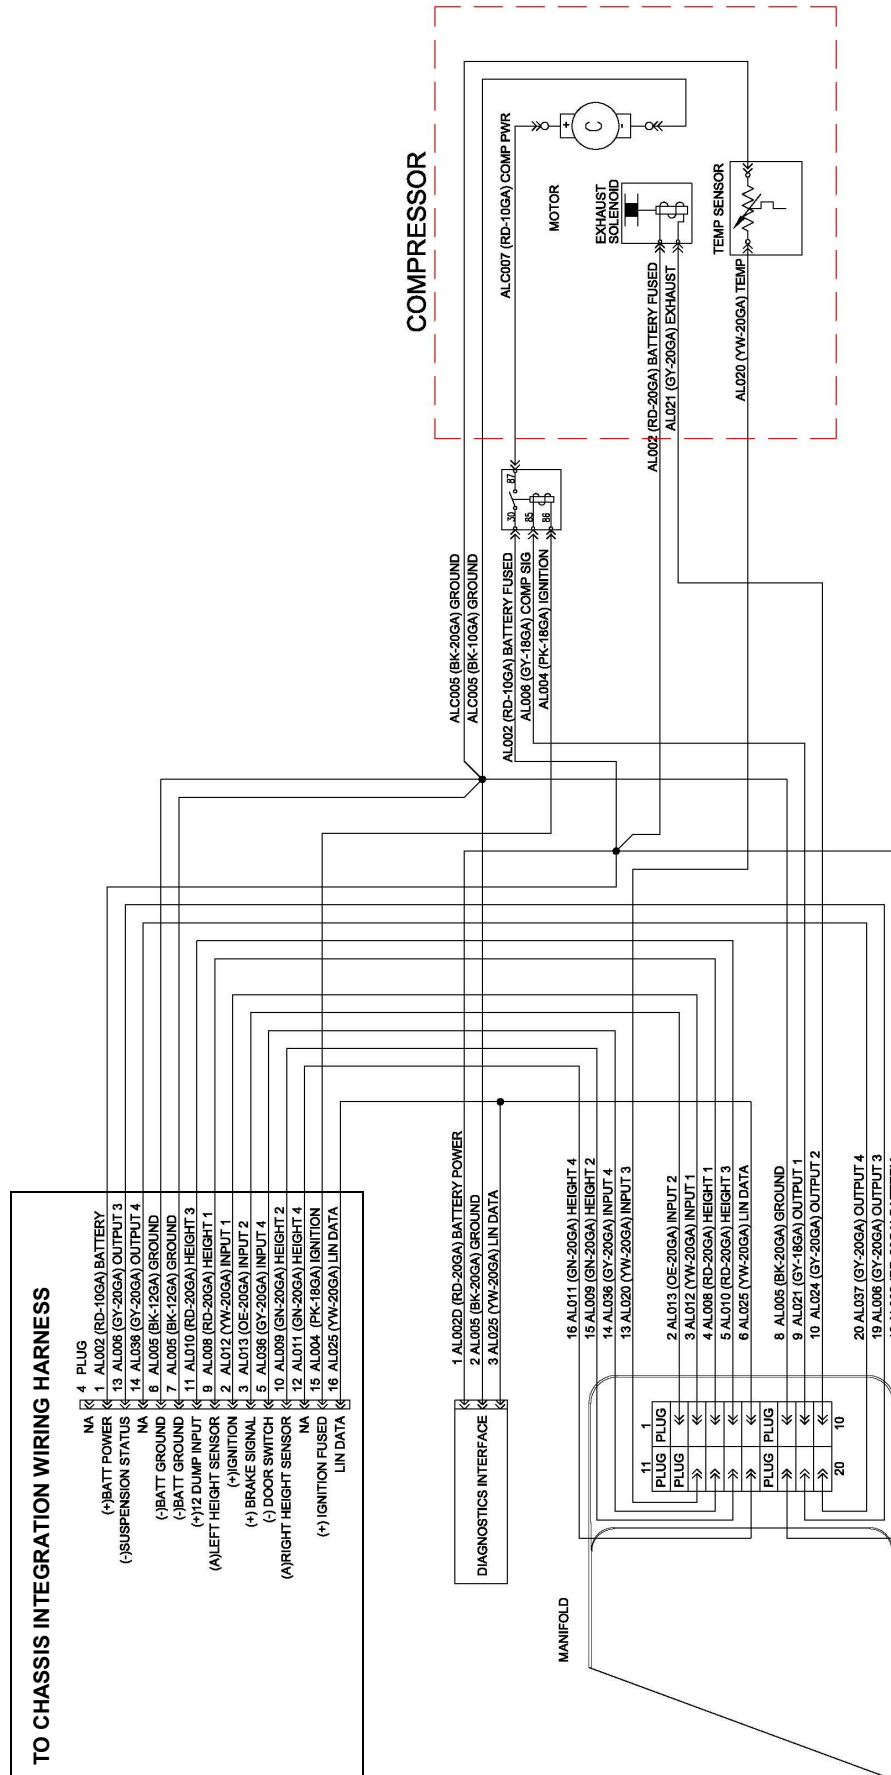 TO CHASSIS INTEGRATION WIRING HARNESS
4 PLUG
1 AL002 (RD-10GA) BATTERY
13 AL006 (GY-20GA) OUTPUT 3
14 AL036 (GY-20GA) OUTPUT 4
6 AL005 (BK-12GA) GROUND
7 AL005 (BK-12GA) GROUND
11 AL010 (RD-20GA) HEIGHT 3
9 AL008 (RD-20GA) HEIGHT 1
2 AL012 (YW-20GA) INPUT 1
3 AL013 (OE-20GA) INPUT 2
5 AL036 (GY-20GA) INPUT 4
10 AL009 (GN-20GA) HEIGHT 2
12 AL011 (GN-20GA) HEIGHT 4
15 AL004 (PK-18GA) IGNITION
16 AL025 (YW-20GA) LIN DATA
NA
(+)BATT POWER
(-)SUSPENSION STATUS
NA
(-)BATT GROUND
(-)BATT GROUND
(+)12 DUMP INPUT
(A)LEFT HEIGHT SENSOR
(+)IGNITION
(+) BRAKE SIGNAL
(-) DOOR SWITCH
(A)RIGHT HEIGHT SENSOR
NA
(+) IGNITION FUSED
LIN DATA
COMPRESSOR
ALC007 (RD-10GA) COMP PWR
+
C
-
MOTOR
EXHAUST
SOLENOID
TEMP SENSOR
AL002 (RD-20GA) BATTERY FUSED
AL021 (GY-20GA) EXHAUST
AL020 (YW-20GA) TEMP
87
30
85
86
ALC005 (BK-20GA) GROUND
ALC005 (BK-10GA) GROUND
AL002 (RD-10GA) BATTERY FUSED
AL006 (GY-18GA) COMP SIG
AL004 (PK-18GA) IGNITION
1 AL002D (RD-20GA) BATTERY POWER
2 AL005 (BK-20GA) GROUND
3 AL025 (YW-20GA) LIN DATA
DIAGNOSTICS INTERFACE
16 AL011 (GN-20GA) HEIGHT 4
15 AL009 (GN-20GA) HEIGHT 2
14 AL036 (GY-20GA) INPUT 4
13 AL020 (YW-20GA) INPUT 3
2 AL013 (OE-20GA) INPUT 2
3 AL012 (YW-20GA) INPUT 1
4 AL008 (RD-20GA) HEIGHT 1
5 AL010 (RD-20GA) HEIGHT 3
6 AL025 (YW-20GA) LIN DATA
8 AL005 (BK-20GA) GROUND
9 AL021 (GY-18GA) OUTPUT 1
10 AL024 (GY-20GA) OUTPUT 2
20 AL037 (GY-20GA) OUTPUT 4
19 AL006 (GY-20GA) OUTPUT 3
MANIFOLD
11
1
PLUG
PLUG
PLUG
PLUG
PLUG
20
10